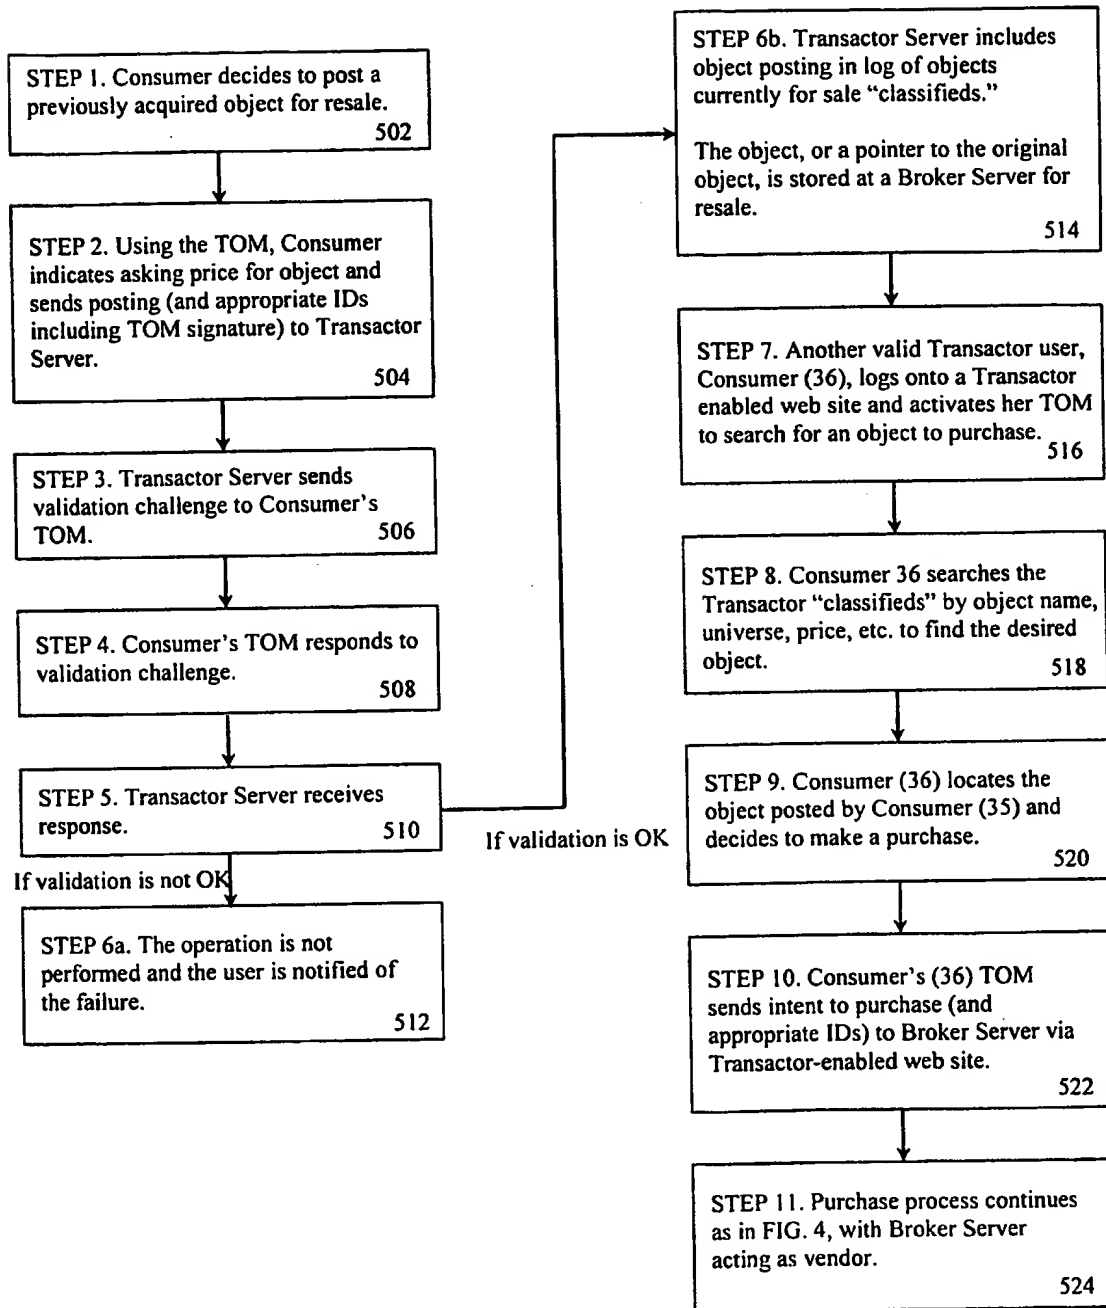 STEP 1. Consumer decides to post a
previously acquired object for resale.
502
STEP 2. Using the TOM, Consumer
indicates asking price for object and
sends posting (and appropriate IDs
including TOM signature) to Transactor
Server.
504
STEP 3. Transactor Server sends
validation challenge to Consumer's
TOM.
506
STEP 4. Consumer's TOM responds to
validation challenge.
508
STEP 5. Transactor Server receives
response.
510
If validation is not OK
STEP 6a. The operation is not
performed and the user is notified of
the failure.
512
If validation is OK
STEP 6b. Transactor Server includes
object posting in log of objects
currently for sale “classifieds.”
The object, or a pointer to the original
object, is stored at a Broker Server for
resale.
514
STEP 7. Another valid Transactor user,
Consumer (36), logs onto a Transactor
enabled web site and activates her TOM
to search for an object to purchase.
516
STEP 8. Consumer 36 searches the
Transactor “classifieds” by object name,
universe, price, etc. to find the desired
object.
518
STEP 9. Consumer (36) locates the
object posted by Consumer (35) and
decides to make a purchase.
520
STEP 10. Consumer's (36) TOM
sends intent to purchase (and
appropriate IDs) to Broker Server via
Transactor-enabled web site.
522
STEP 11. Purchase process continues
as in FIG. 4, with Broker Server
acting as vendor.
524